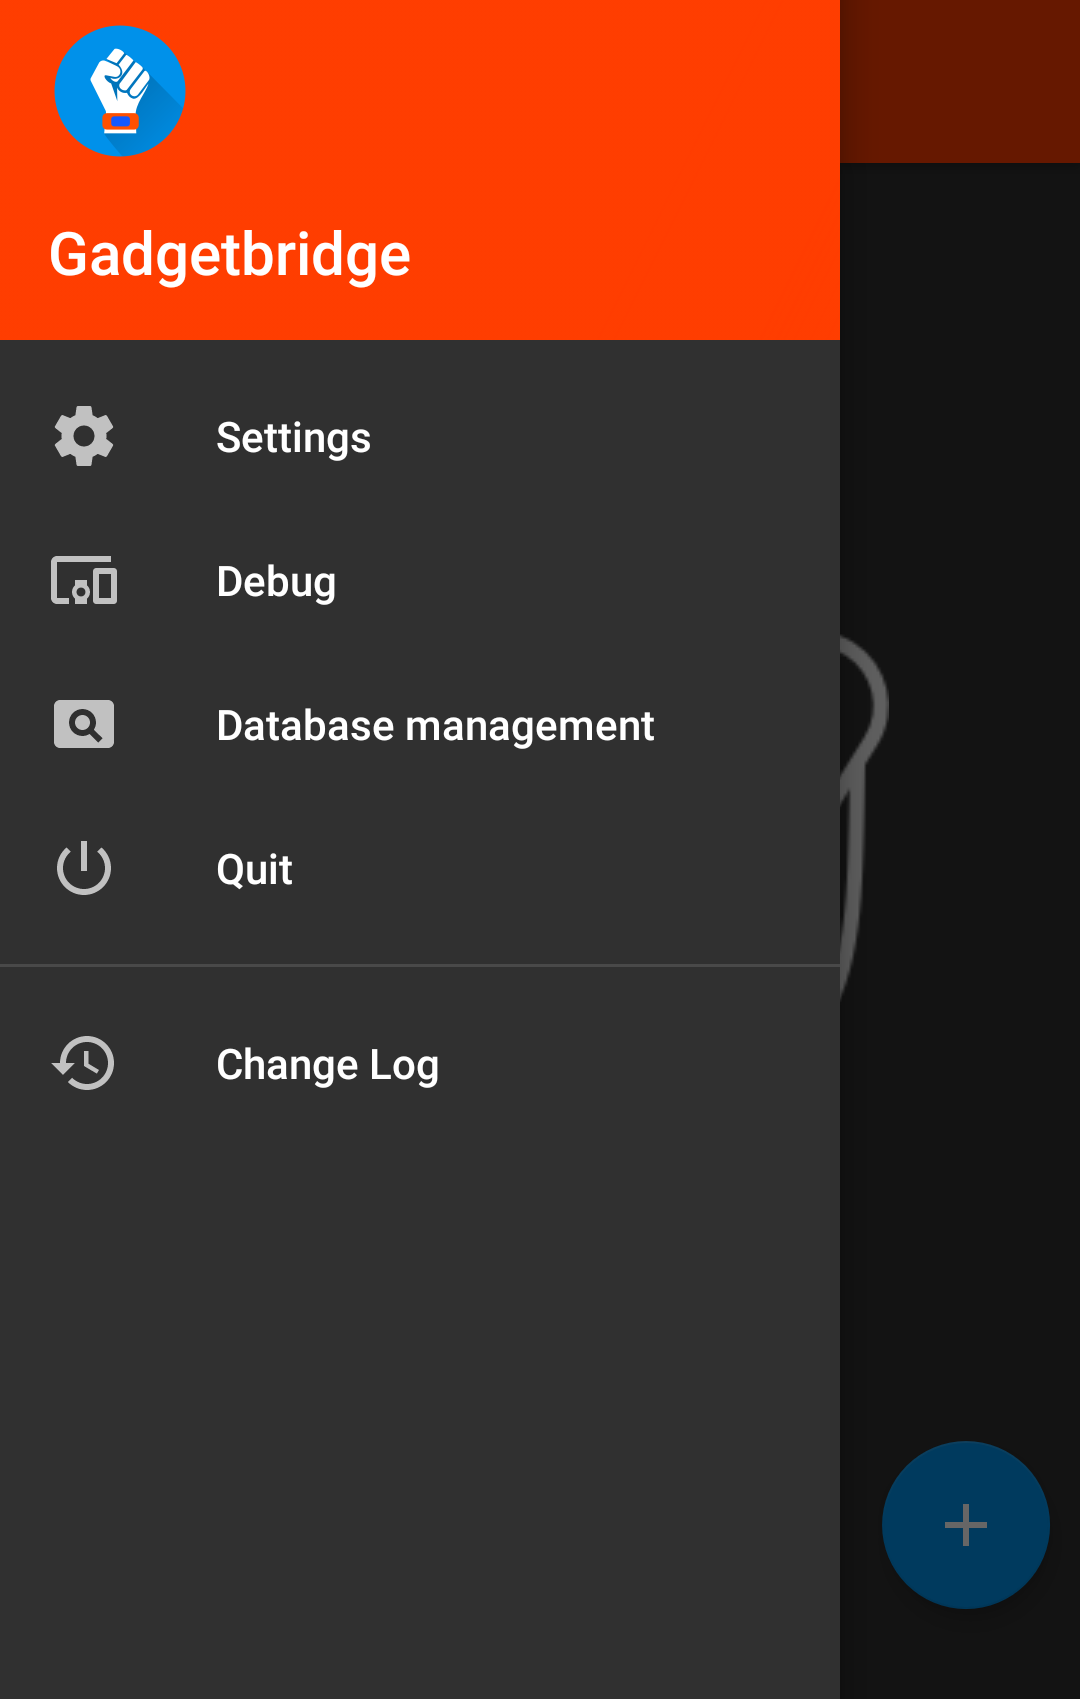 Gadgetbridge
Settings
Debug
Database management
Quit
Change Log